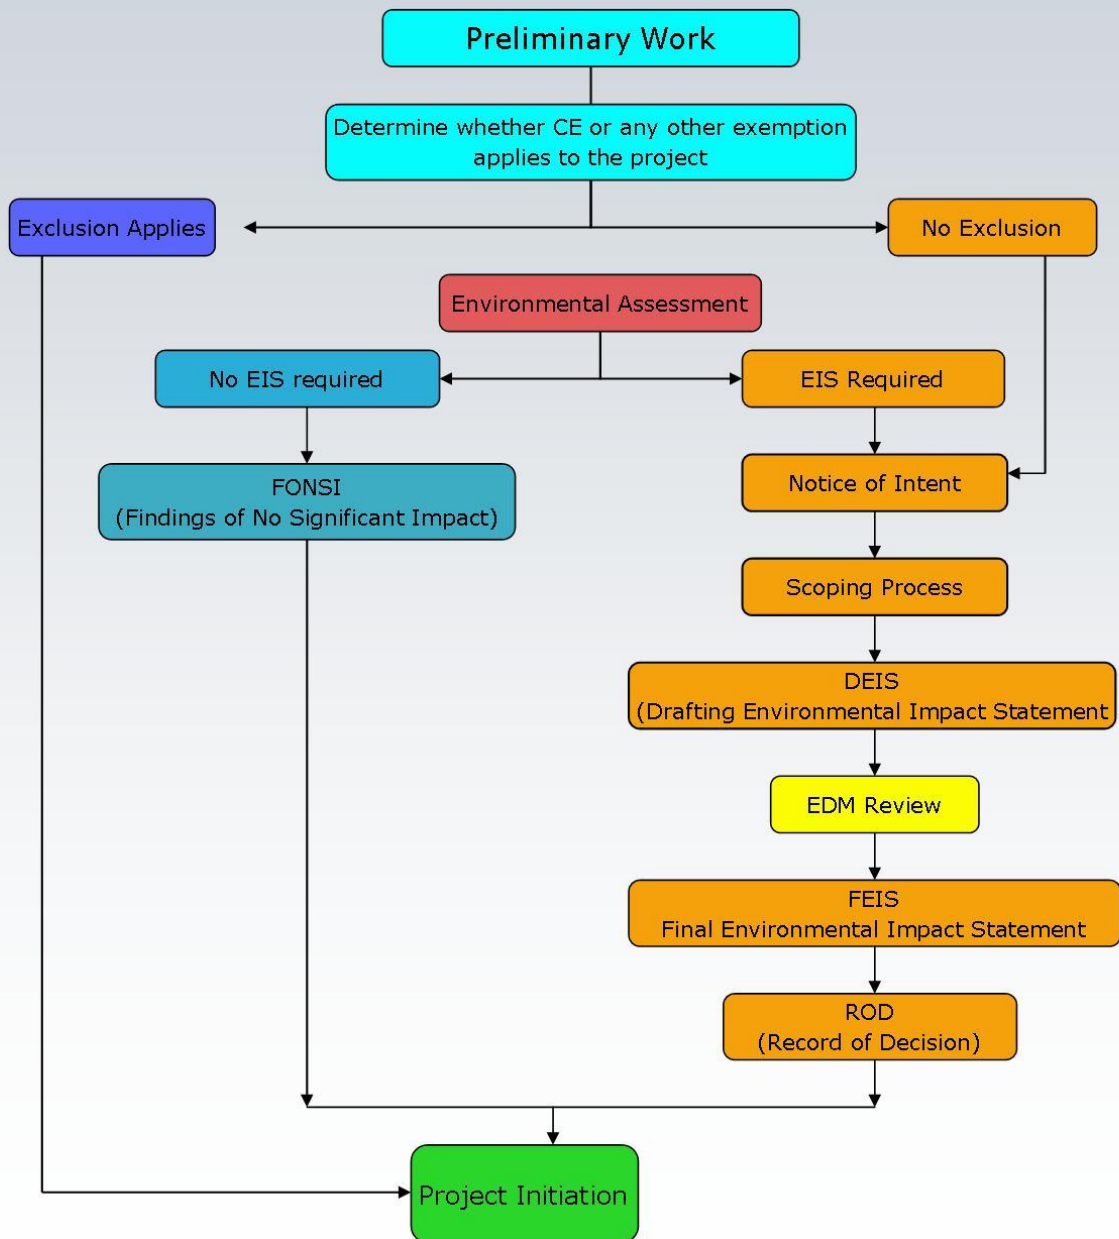 Preliminary Work
Determine whether CE or any other exemption
applies to the project
Exclusion Applies
No Exclusion
Environmental Assessment
No EIS required
EIS Required
FONSI
(Findings of No Significant Impact)
Notice of Intent
Scoping Process
DEIS
(Drafting Environmental Impact Statement
EDM Review
FEIS
Final Environmental Impact Statement
ROD
(Record of Decision)
Project Initiation